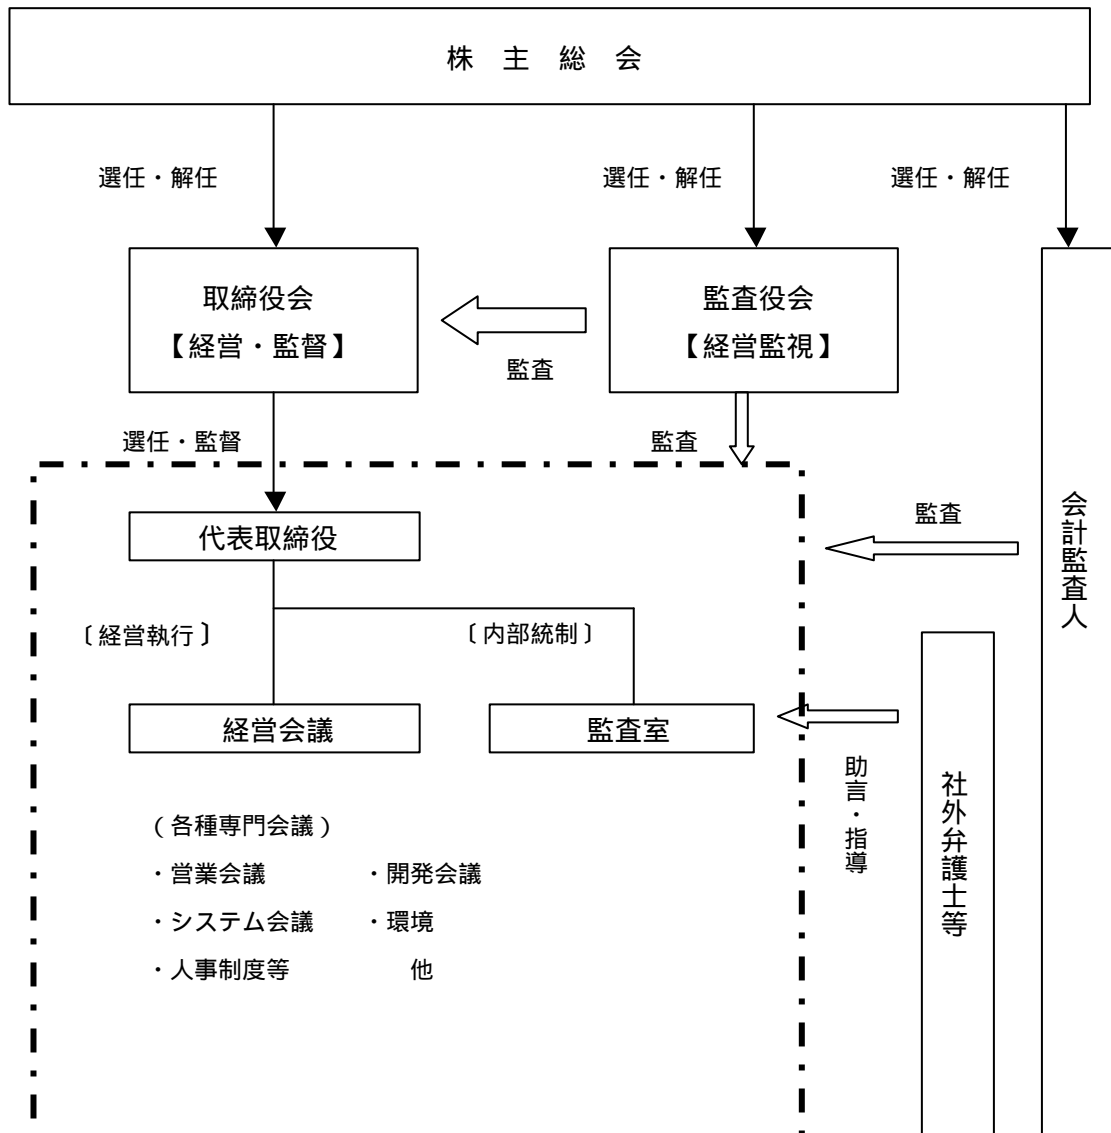 株 主 総 会
選任・解任
選任・解任
選任・解任
取締役会
【経営・監督】
監査
監査役会
【経営監視】
選任・監督
監査
代表取締役
監査
会計監査人
〔経営執行〕
〔内部統制〕
経営会議
監査室
助言・指導
社外弁護士等
(各種専門会議)
・営業会議 ・開発会議
・システム会議 ・環境
・人事制度等 他